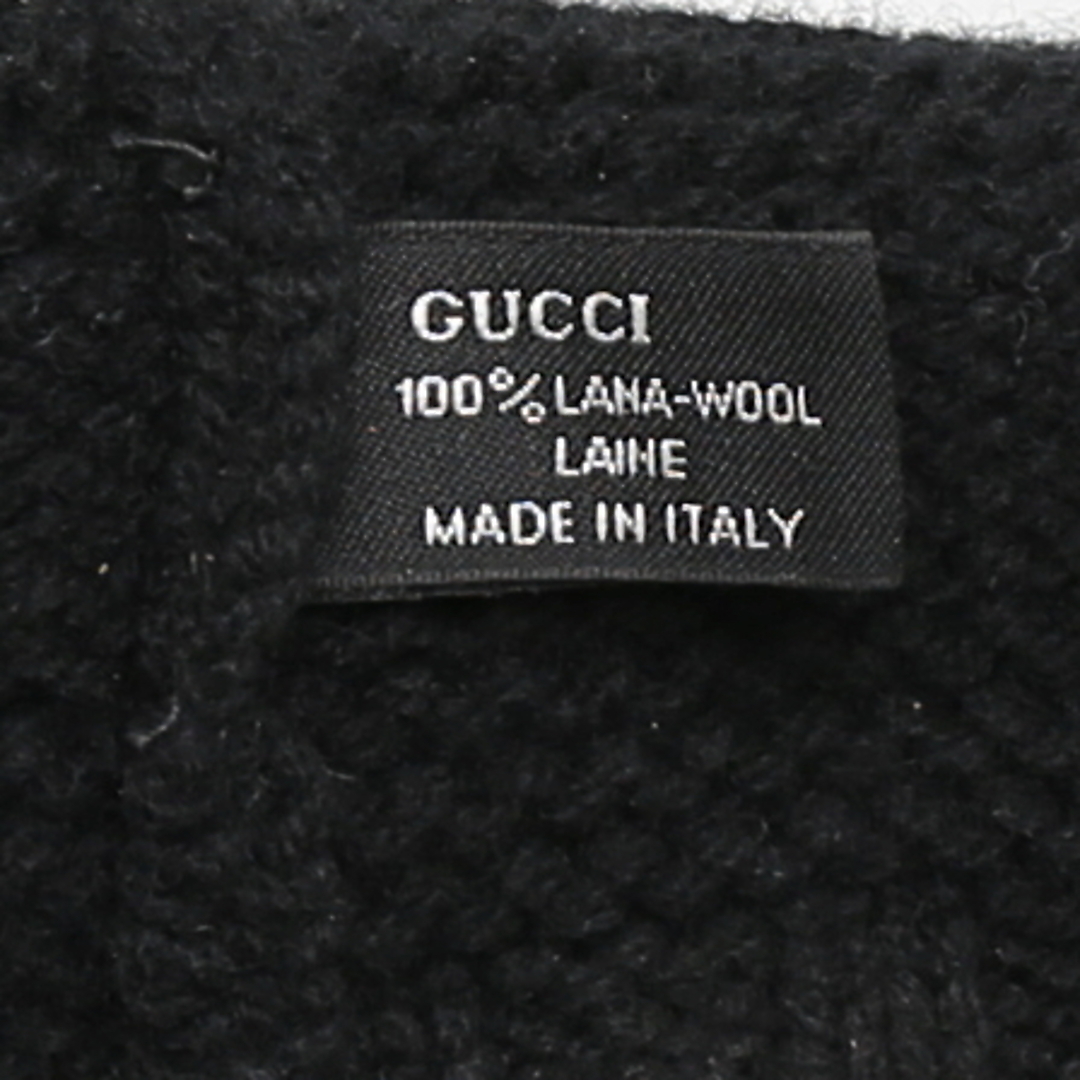 GUCCI
100% LANA-WOOL
LAINE
MADE IN ITALY